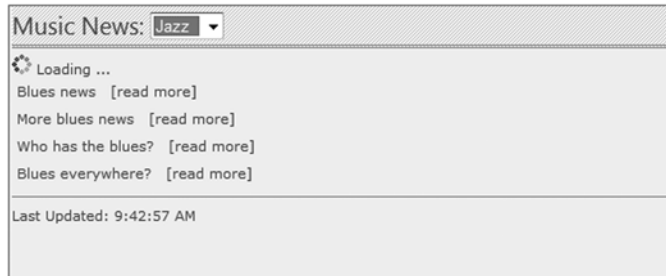 Music News: Jazz
Loading ...
Blues news [read more]
More blues news [read more]
Who has the blues? [read more]
Blues everywhere? [read more]
Last Updated: 9:42:57 AM